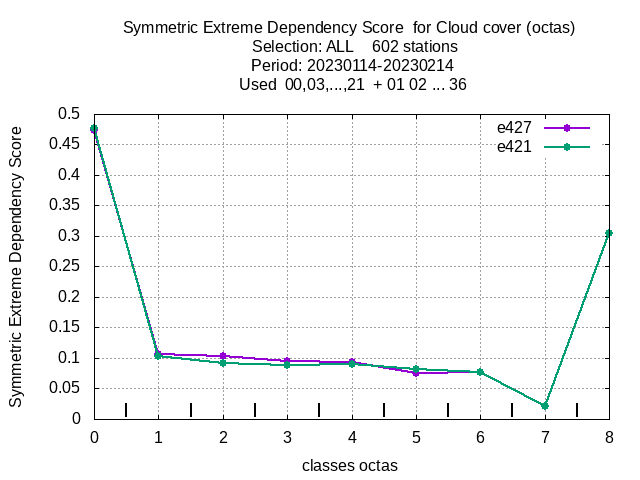 Symmetric Extreme Dependency Score  for Cloud cover (octas)
Selection: ALL    602 stations
Period: 20230114-20230214
Used  00,03,...,21  + 01 02 ... 36
e427
e421
Symmetric Extreme Dependency Score
0.5
0.45
0.4
0.35
0.3
0.25
0.2
0.15
0.1
0.05
0
0 1 2 3 4 5 6 7 8
classes octas